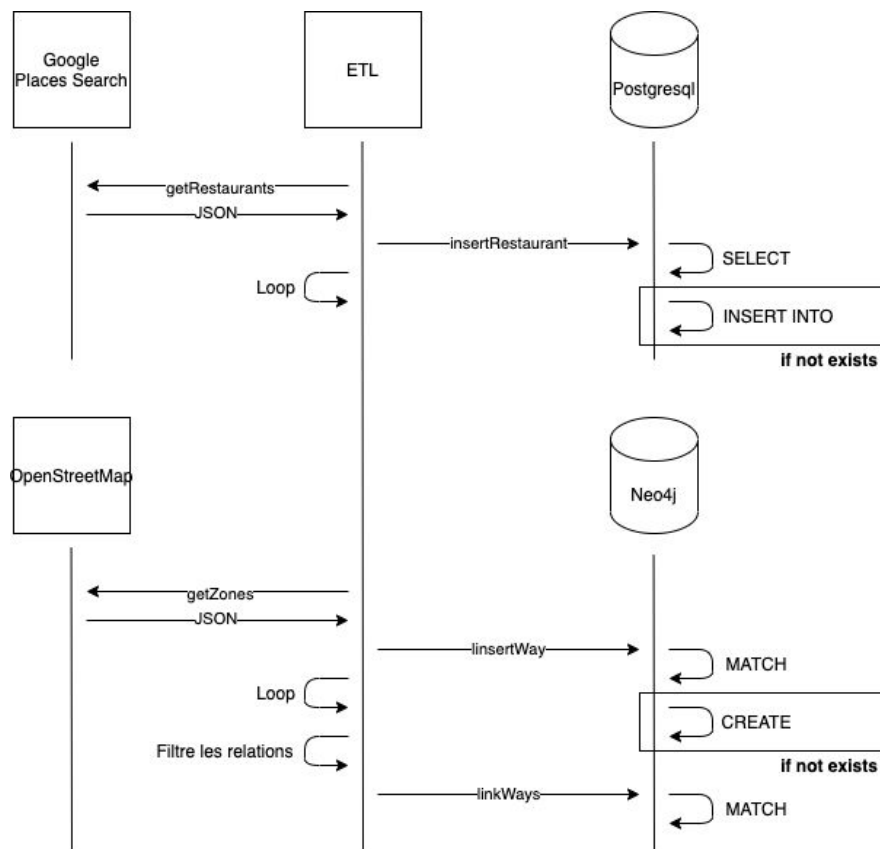 Google
Places Search
ETL
Postgresql
getRestaurants
JSON
insertRestaurant
SELECT
Loop
INSERT INTO
if not exists
OpenStreetMap
Neo4j
getZones
JSON
linsertWay
MATCH
Loop
CREATE
Filtre les relations
if not exists
linkWays
MATCH